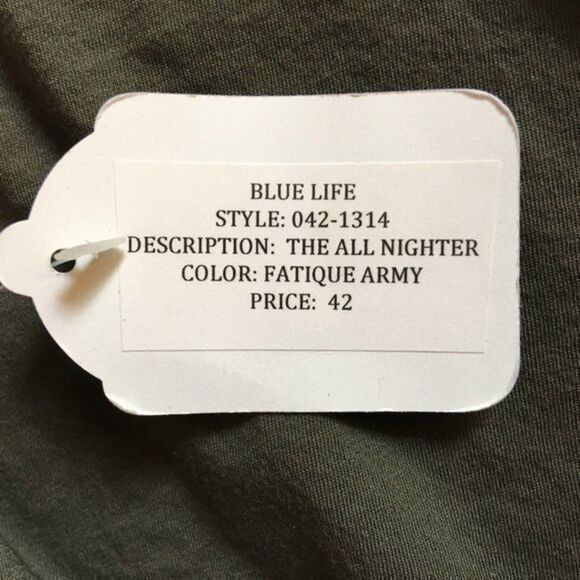 BLUE LIFE
STYLE: 042-1314
DESCRIPTION: THE ALL NIGHTER
COLOR: FATIQUE ARMY
PRICE: 42